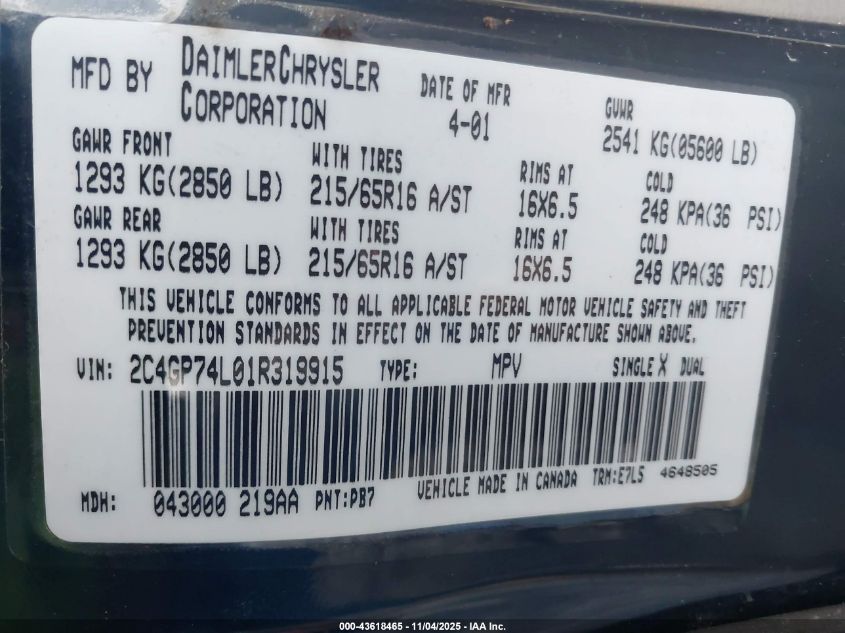 MFD BY DAIMLERCHRYSLER CORPORATION DATE OF MFR 4-01 GVWR 2541 KG(05600 LB)
GAWR FRONT WITH TIRES RIMS AT COLD
1293 KG(2850 LB) 215/65R16 A/ST 16X6.5 248 KPA(36 PSI)
GAWR REAR WITH TIRES RIMS AT COLD
1293 KG(2850 LB) 215/65R16 A/ST 16X6.5 248 KPA(36 PSI)
THIS VEHICLE CONFORMS TO ALL APPLICABLE FEDERAL MOTOR VEHICLE SAFETY AND THEFT
PREVENTION STANDARDS IN EFFECT ON THE DATE OF MANUFACTURE SHOWN ABOVE.
VIN: 2C4GP74L01R319915 TYPE: MPV SINGLE X DUAL
MDH: 043000 219AA PNT:PB7 VEHICLE MADE IN CANADA TRM:E7L5 4648505
000-43618465 - 11/04/2025 - IAA Inc.